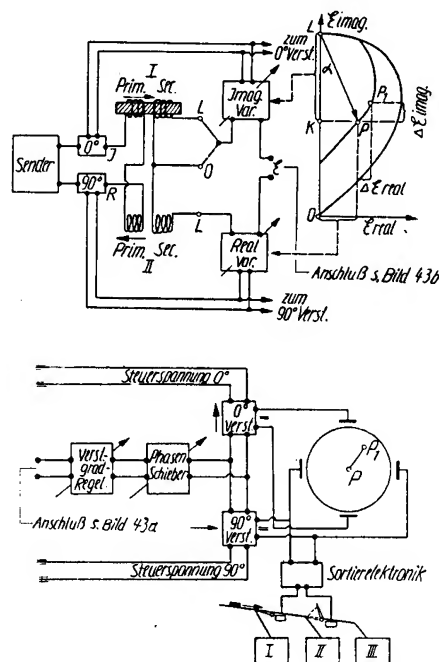 zum
0° Verst.
I
Prim. Sec.
0°
J
Sender
90°
R
Prim. Sec.
II
L
O
L
Imag.
Var.
ℰ
Real
Var.
zum
90° Verst.
L
ℰ imag.
α
P₁
K
P
Δ ℰ imag.
Δ ℰ real
O
ℰ real
Anschluß s. Bild 43b
Steuerspannung 0°
0°
verst.
Verst.-
grad-
Regel.
Phasen
Schieber
P₁
P
Anschluß s. Bild 43a
90°
verst.
Steuerspannung 90°
Sortierelektronik
I
II
III